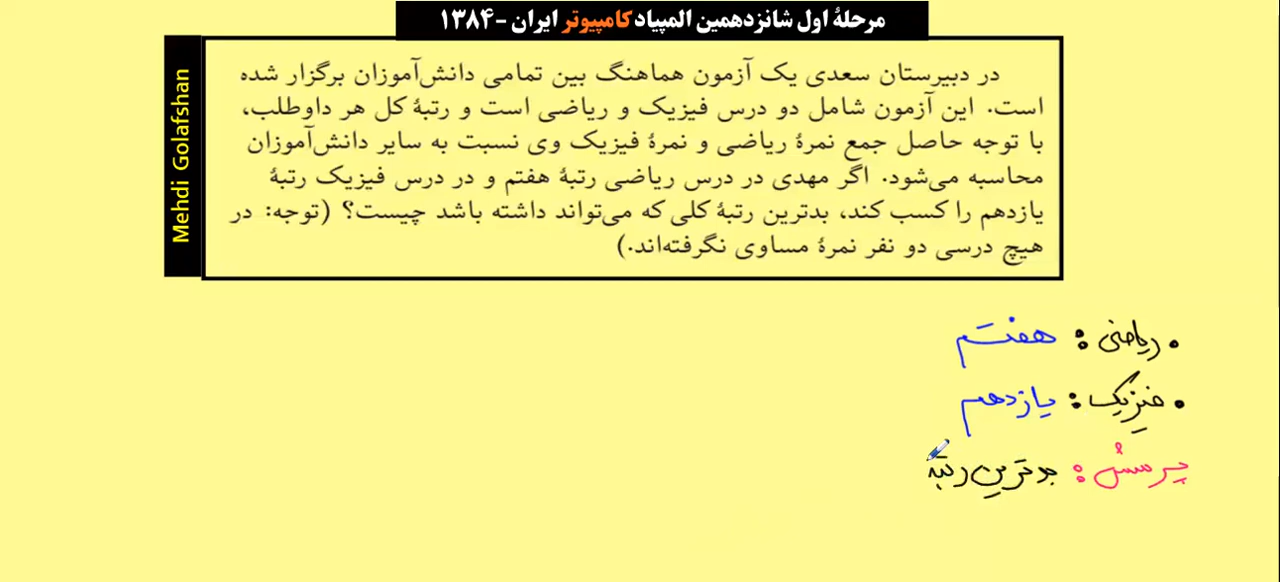 مرحلهٔ اول شانزدهمین المپیاد کامپیوتر ایران -۱۳۸۴
Mehdi Golafshan
در دبیرستان سعدی یک آزمون هماهنگ بین تمامی دانش‌آموزان برگزار شده
است. این آزمون شامل دو درس فیزیک و ریاضی است و رتبهٔ کل هر داوطلب،
با توجه حاصل جمع نمرهٔ ریاضی و نمرهٔ فیزیک وی نسبت به سایر دانش‌آموزان
محاسبه می‌شود. اگر مهدی در درس ریاضی رتبهٔ هفتم و در درس فیزیک رتبهٔ
یازدهم را کسب کند، بدترین رتبهٔ کلی که می‌تواند داشته باشد چیست؟ (توجه: در
هیچ درسی دو نفر نمرهٔ مساوی نگرفته‌اند.)
• ریاضی : هفتم
• فیزیک : یازدهم
پرسش : بدترین رتبه